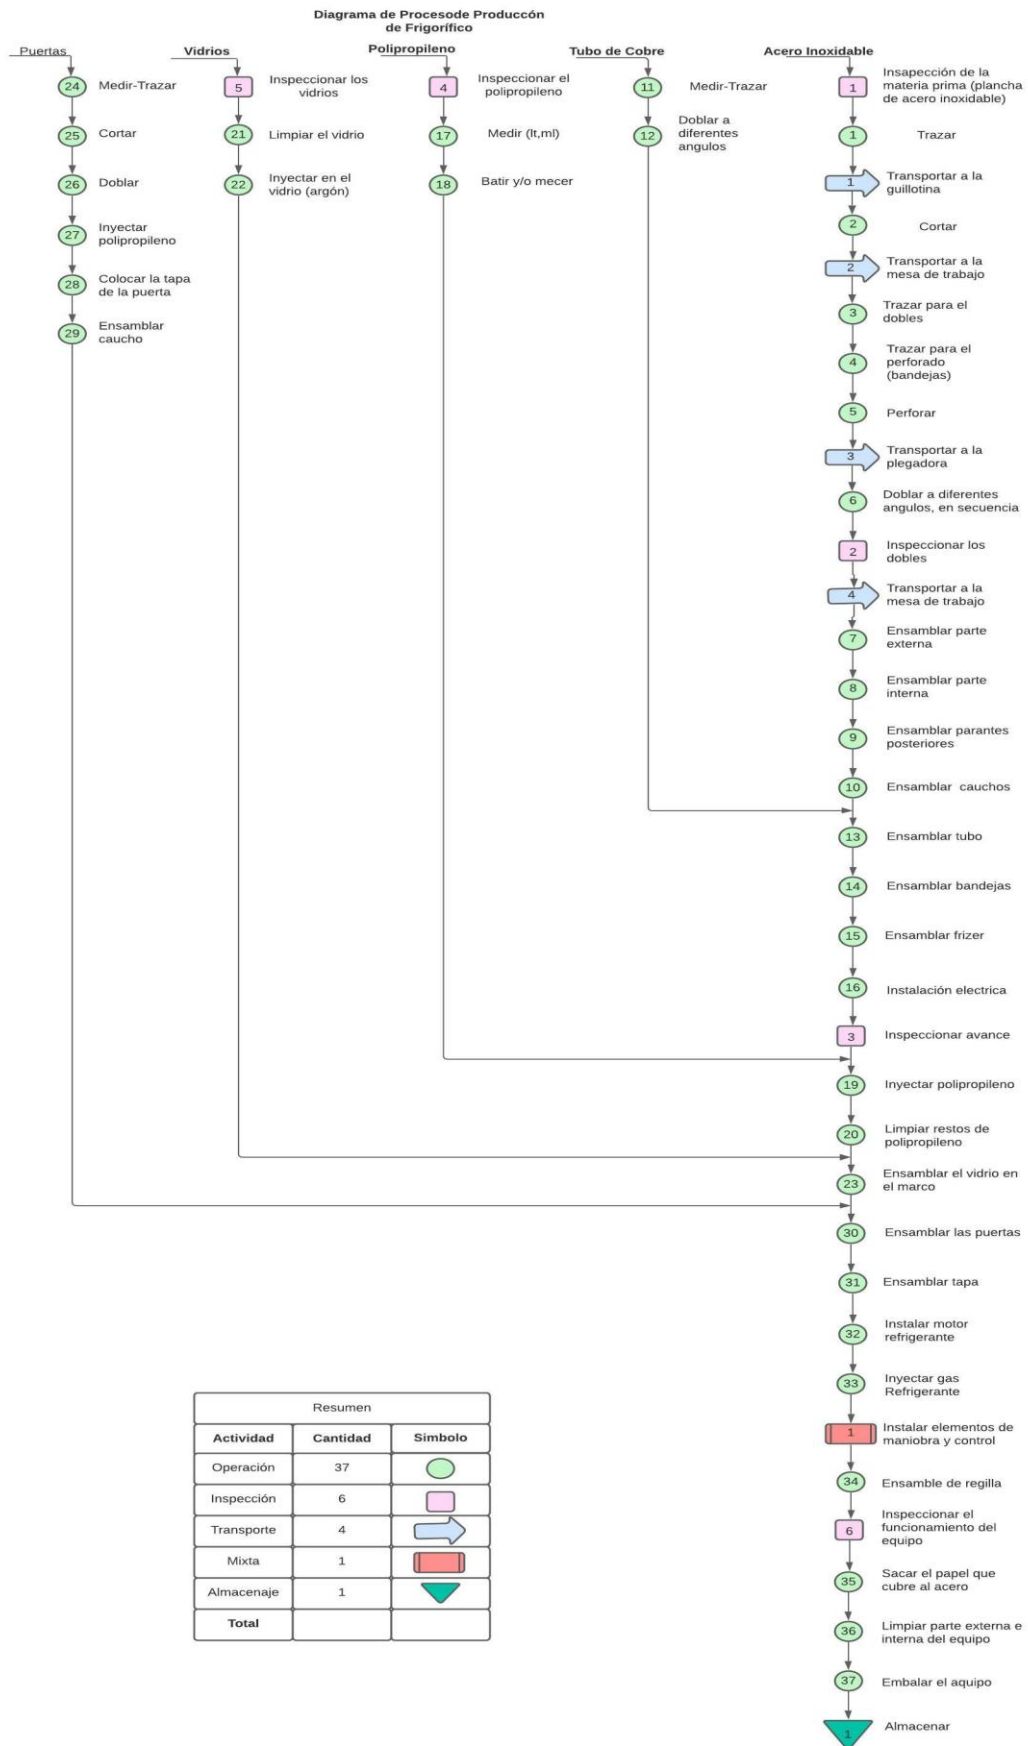 Diagrama de Procesode Produccón
de Frigorífico
Puertas
24
Medir-Trazar
25
Cortar
26
Doblar
27
Inyectar
polipropileno
28
Colocar la tapa
de la puerta
29
Ensamblar
caucho
Vidrios
5
Inspeccionar los
vidrios
21
Limpiar el vidrio
22
Inyectar en el
vidrio (argón)
Polipropileno
4
Inspeccionar el
polipropileno
17
Medir (lt,ml)
18
Batir y/o mecer
Tubo de Cobre
11
Medir-Trazar
12
Doblar a
diferentes
angulos
Acero Inoxidable
1
Insapección de la
materia prima (plancha
de acero inoxidable)
1
Trazar
1
Transportar a la
guillotina
2
Cortar
2
Transportar a la
mesa de trabajo
3
Trazar para el
dobles
4
Trazar para el
perforado
(bandejas)
5
Perforar
3
Transportar a la
plegadora
6
Doblar a diferentes
angulos, en secuencia
2
Inspeccionar los
dobles
4
Transportar a la
mesa de trabajo
7
Ensamblar parte
externa
8
Ensamblar parte
interna
9
Ensamblar parantes
posteriores
10
Ensamblar cauchos
13
Ensamblar tubo
14
Ensamblar bandejas
15
Ensamblar frizer
16
Instalación electrica
3
Inspeccionar avance
19
Inyectar polipropileno
20
Limpiar restos de
polipropileno
23
Ensamblar el vidrio en
el marco
30
Ensamblar las puertas
31
Ensamblar tapa
32
Instalar motor
refrigerante
33
Inyectar gas
Refrigerante
1
Instalar elementos de
maniobra y control
34
Ensamble de regilla
6
Inspeccionar el
funcionamiento del
equipo
35
Sacar el papel que
cubre al acero
36
Limpiar parte externa e
interna del equipo
37
Embalar el aquipo
1
Almacenar
Resumen
Actividad Cantidad Simbolo
Operación 37
Inspección 6
Transporte 4
Mixta 1
Almacenaje 1
Total